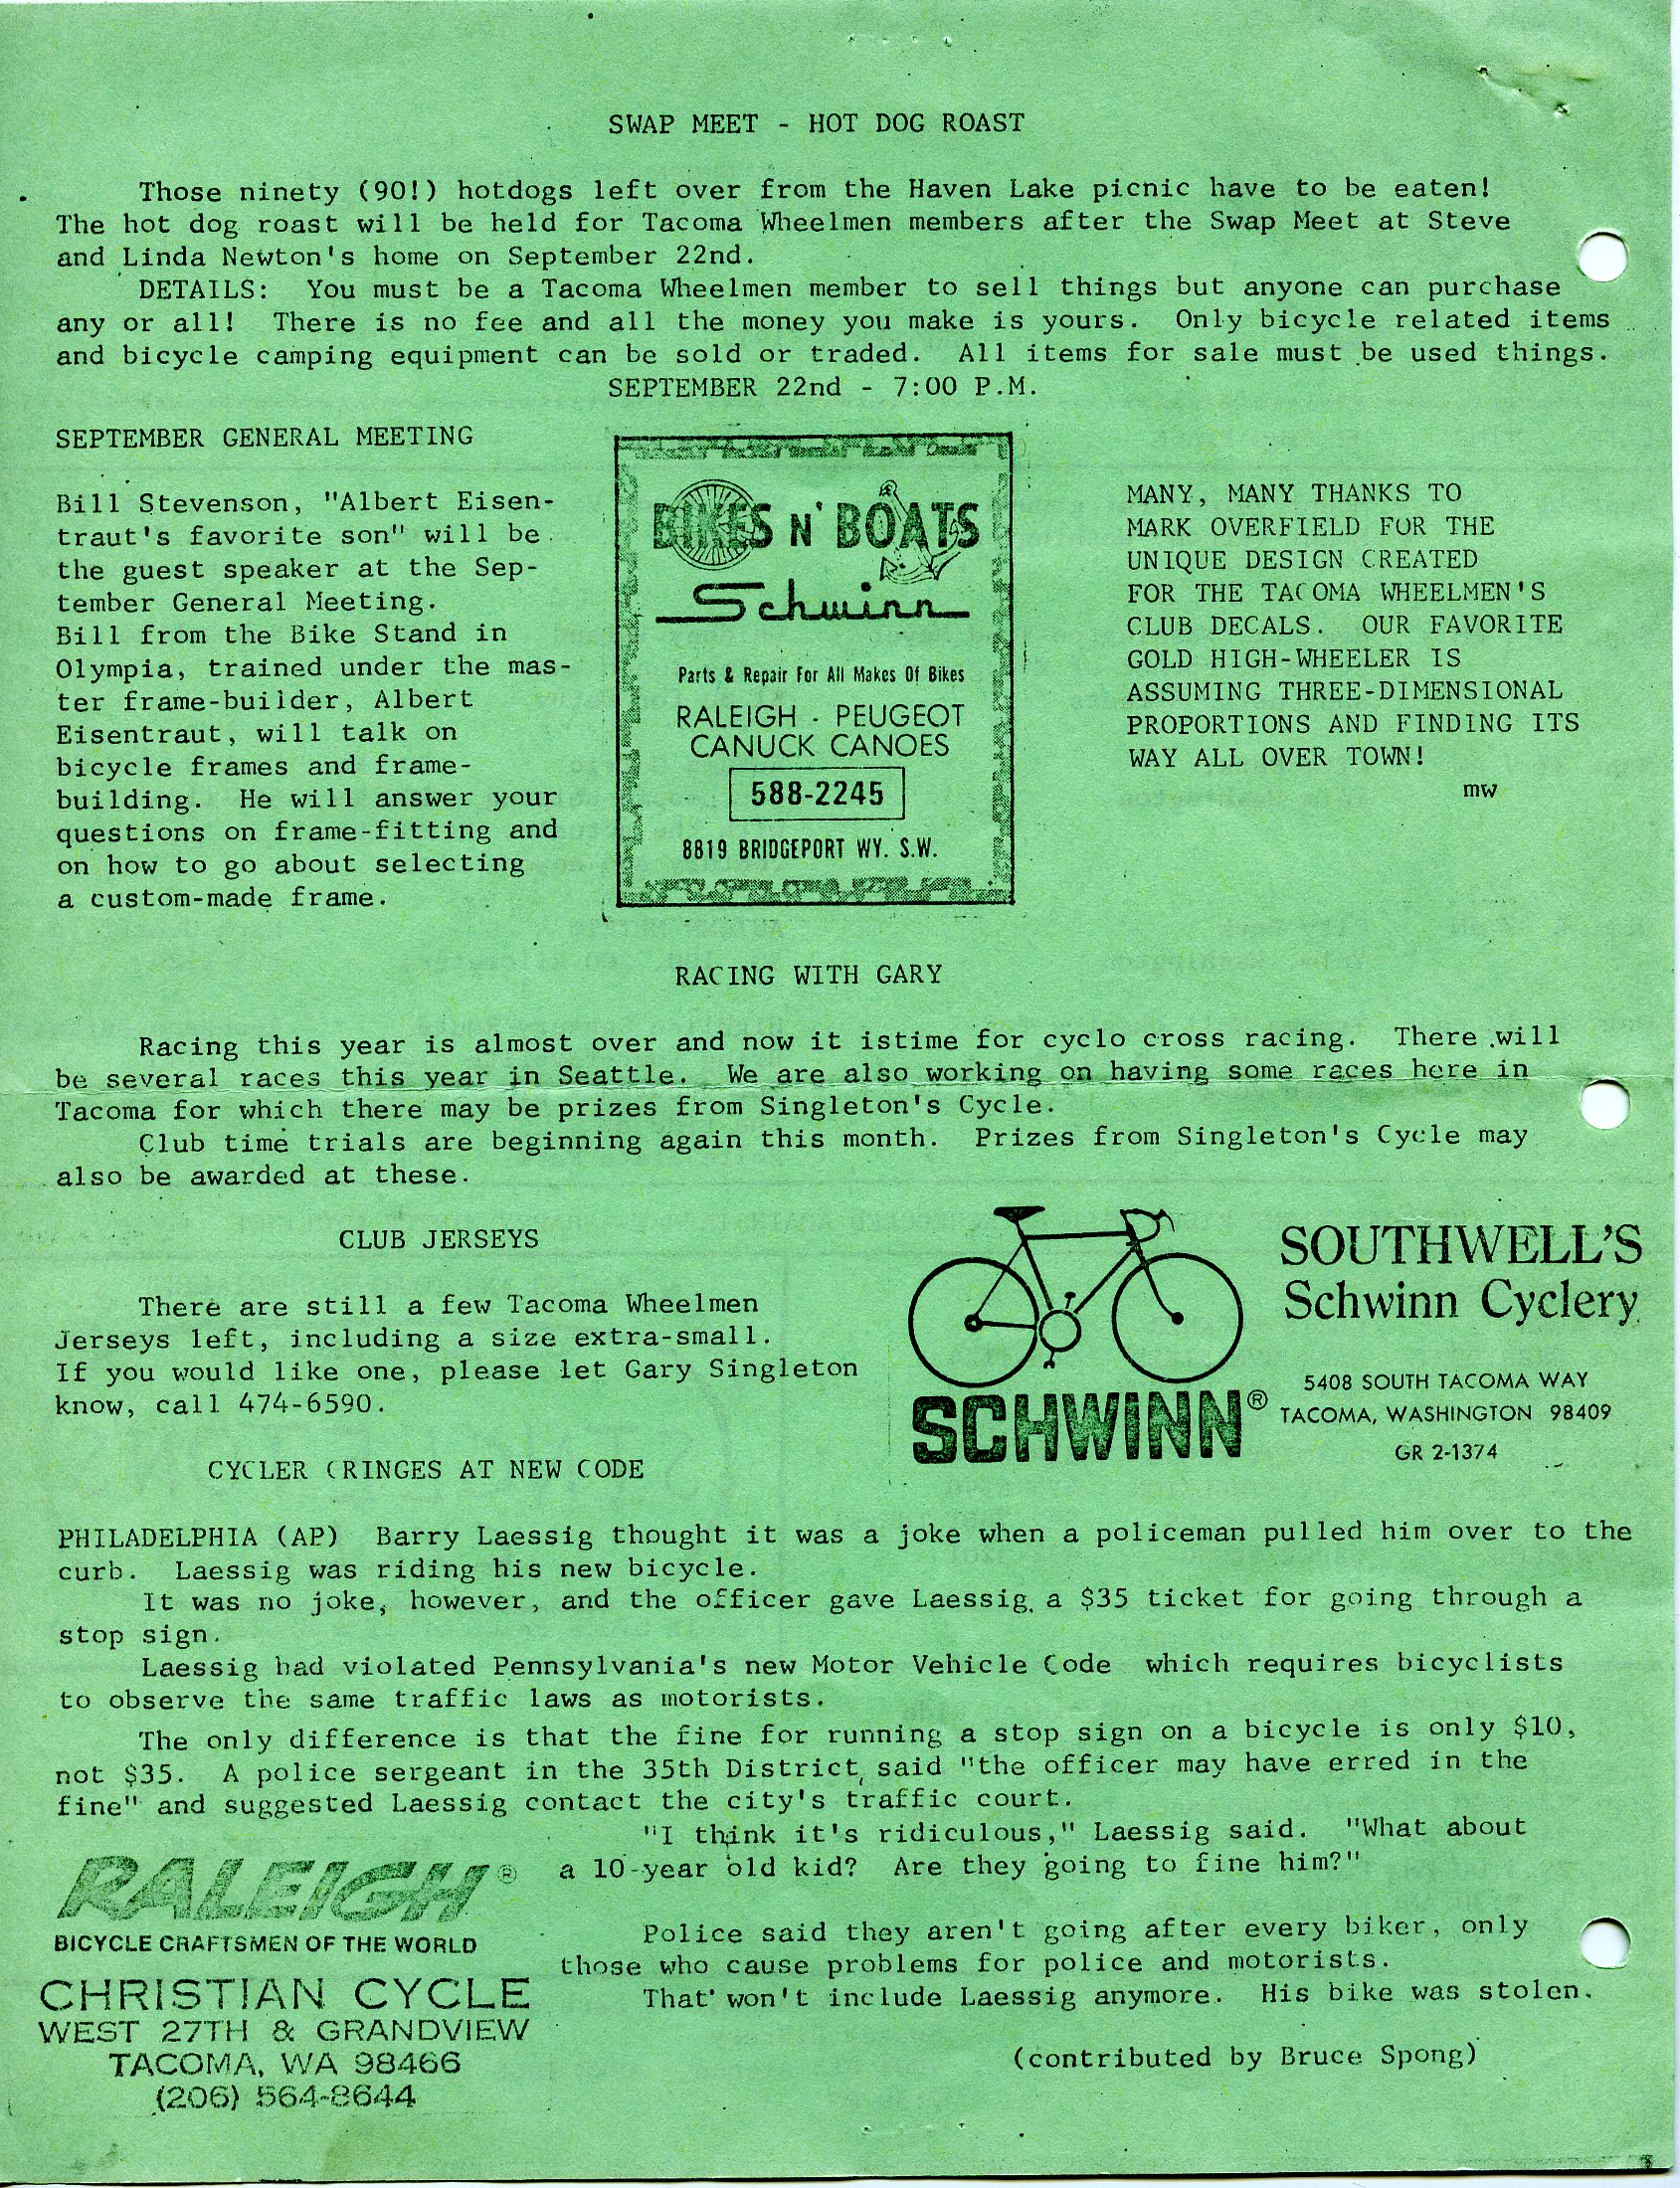 SWAP MEET - HOT DOG ROAST
Those ninety (90!) hotdogs left over from the Haven Lake picnic have to be eaten!
The hot dog roast will be held for Tacoma Wheelmen members after the Swap Meet at Steve
and Linda Newton's home on September 22nd.
DETAILS: You must be a Tacoma Wheelmen member to sell things but anyone can purchase
any or all! There is no fee and all the money you make is yours. Only bicycle related items
and bicycle camping equipment can be sold or traded. All items for sale must be used things.
SEPTEMBER 22nd - 7:00 P.M.
SEPTEMBER GENERAL MEETING
Bill Stevenson, "Albert Eisen-
traut's favorite son" will be
the guest speaker at the Sep-
tember General Meeting.
Bill from the Bike Stand in
Olympia, trained under the mas-
ter frame-builder, Albert
Eisentraut, will talk on
bicycle frames and frame-
building. He will answer your
questions on frame-fitting and
on how to go about selecting
a custom-made frame.
BIKES N' BOATS
Schwinn
Parts & Repair For All Makes Of Bikes
RALEIGH - PEUGEOT
CANUCK CANOES
588-2245
8819 BRIDGEPORT WY. S.W.
MANY, MANY THANKS TO
MARK OVERFIELD FOR THE
UNIQUE DESIGN CREATED
FOR THE TACOMA WHEELMEN'S
CLUB DECALS. OUR FAVORITE
GOLD HIGH-WHEELER IS
ASSUMING THREE-DIMENSIONAL
PROPORTIONS AND FINDING ITS
WAY ALL OVER TOWN!
mw
RACING WITH GARY
Racing this year is almost over and now it istime for cyclo cross racing. There will
be several races this year in Seattle. We are also working on having some races here in
Tacoma for which there may be prizes from Singleton's Cycle.
Club time trials are beginning again this month. Prizes from Singleton's Cycle may
also be awarded at these.
CLUB JERSEYS
There are still a few Tacoma Wheelmen
Jerseys left, including a size extra-small.
If you would like one, please let Gary Singleton
know, call 474-6590.
SCHWINN®
SOUTHWELL'S
Schwinn Cyclery
5408 SOUTH TACOMA WAY
TACOMA, WASHINGTON 98409
GR 2-1374
CYCLER CRINGES AT NEW CODE
PHILADELPHIA (AP) Barry Laessig thought it was a joke when a policeman pulled him over to the
curb. Laessig was riding his new bicycle.
It was no joke, however, and the officer gave Laessig a $35 ticket for going through a
stop sign.
Laessig had violated Pennsylvania's new Motor Vehicle Code which requires bicyclists
to observe the same traffic laws as motorists.
The only difference is that the fine for running a stop sign on a bicycle is only $10,
not $35. A police sergeant in the 35th District, said "the officer may have erred in the
fine" and suggested Laessig contact the city's traffic court.
"I think it's ridiculous," Laessig said. "What about
a 10-year old kid? Are they going to fine him?"
Police said they aren't going after every biker, only
those who cause problems for police and motorists.
That won't include Laessig anymore. His bike was stolen.
(contributed by Bruce Spong)
RALEIGH®
BICYCLE CRAFTSMEN OF THE WORLD
CHRISTIAN CYCLE
WEST 27TH & GRANDVIEW
TACOMA, WA 98466
(206) 564-8644